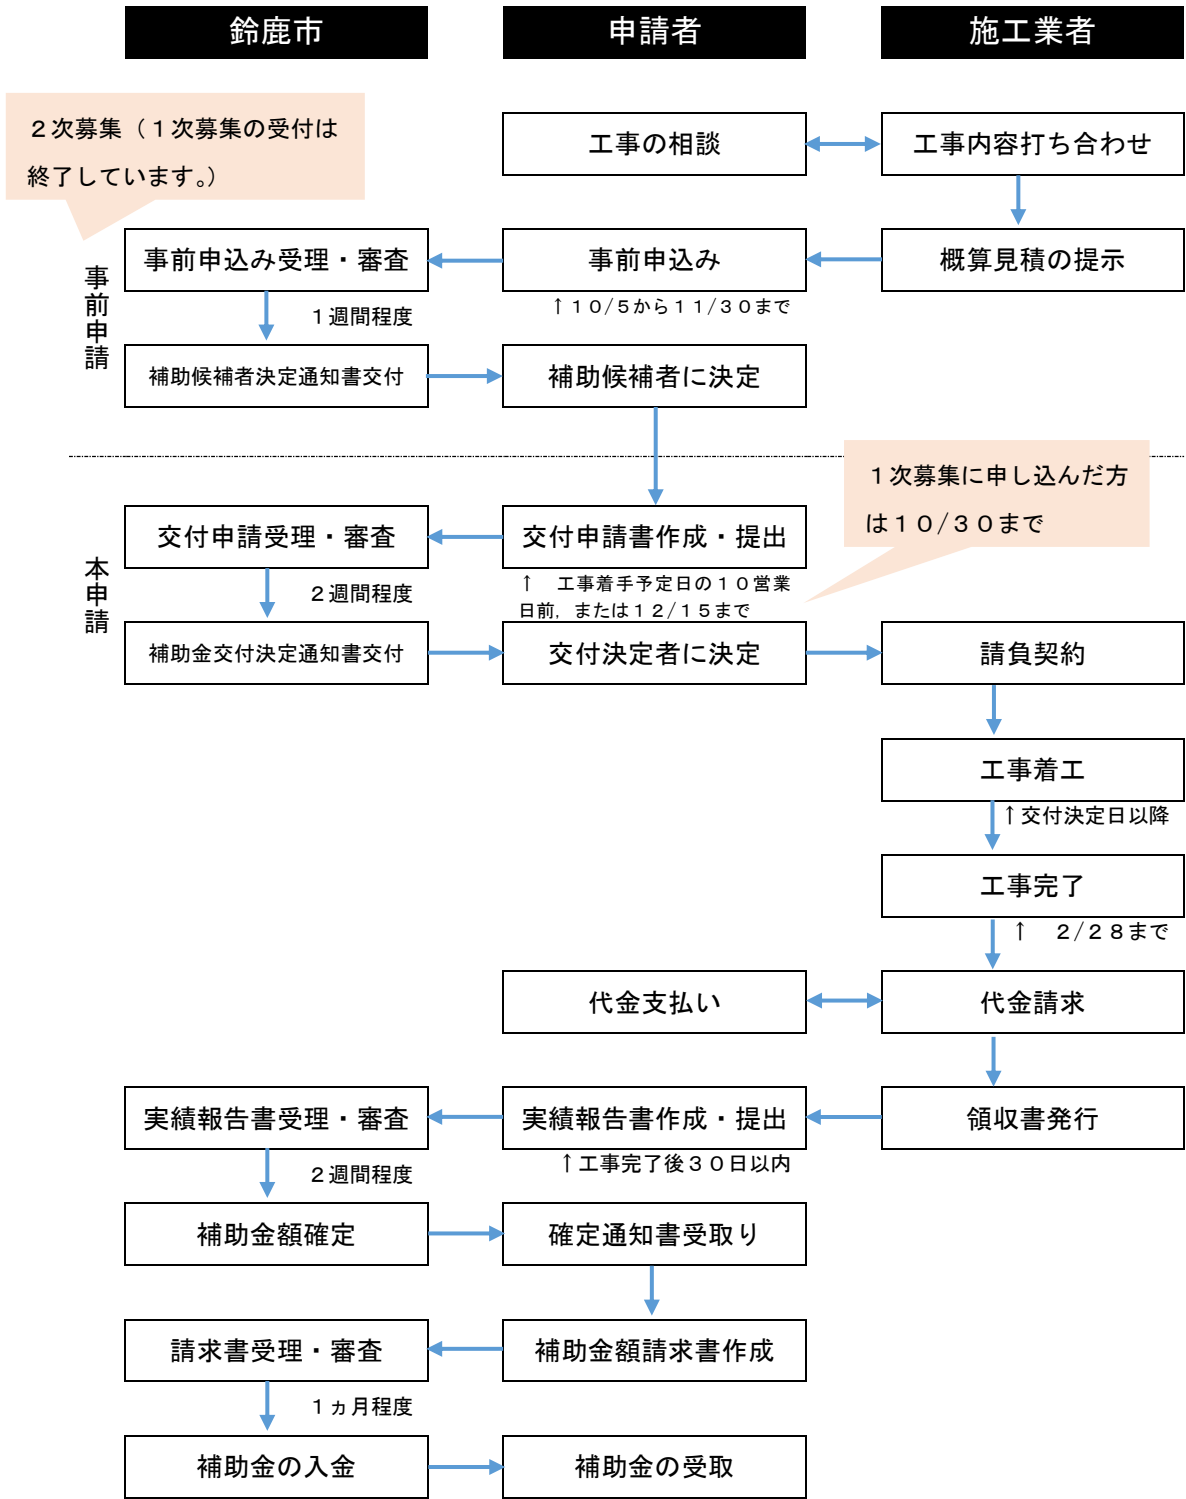 鈴鹿市
申請者
施工業者
２次募集（１次募集の受付は
終了しています。）
工事の相談
工事内容打ち合わせ
事前申請
事前申込み受理・審査
事前申込み
概算見積の提示
↑１０/５から１１/３０まで
１週間程度
補助候補者決定通知書交付
補助候補者に決定
１次募集に申し込んだ方
は１０/３０まで
本申請
交付申請受理・審査
交付申請書作成・提出
２週間程度
↑　工事着手予定日の１０営業
日前，または１２/１５まで
補助金交付決定通知書交付
交付決定者に決定
請負契約
工事着工
↑交付決定日以降
工事完了
↑　２/２８まで
代金支払い
代金請求
実績報告書受理・審査
実績報告書作成・提出
領収書発行
２週間程度
↑工事完了後３０日以内
補助金額確定
確定通知書受取り
請求書受理・審査
補助金額請求書作成
１ヵ月程度
補助金の入金
補助金の受取